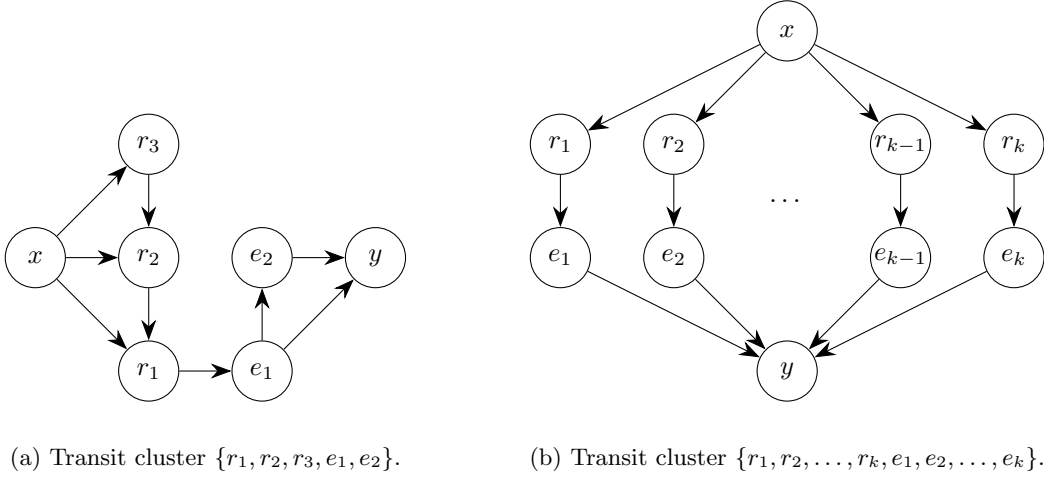 x
r₃
x
r₂
r₁
e₂
e₁
y
r₁
r₂
rₖ₋₁
rₖ
...
e₁
e₂
eₖ₋₁
eₖ
y
(a) Transit cluster {r₁, r₂, r₃, e₁, e₂}.
(b) Transit cluster {r₁, r₂, . . . , rₖ, e₁, e₂, . . . , eₖ}.